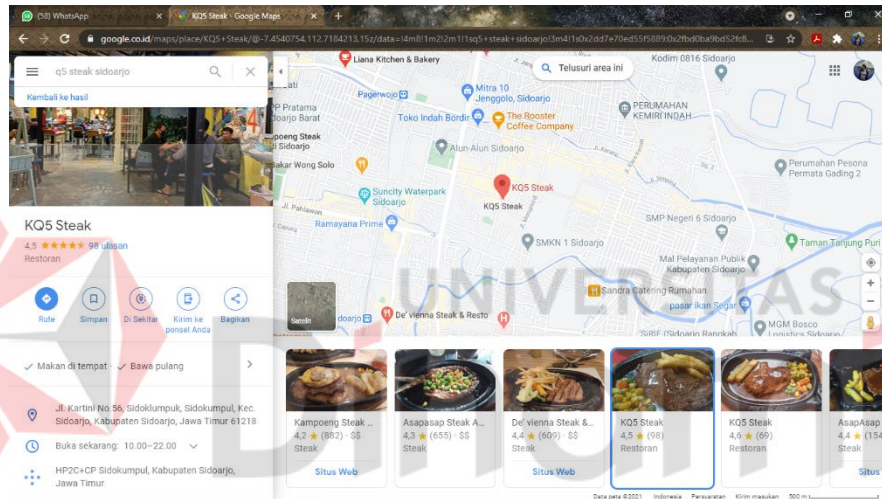 (58) WhatsApp
KQ5 Steak - Google Maps
google.co.id/maps/place/KQ5+Steak/@-7.4540754,112.7184213,15z/data=!4m8!1m2!2m1!1sq5+steak+sidoarjo!3m4!1s0x2dd7e70ed55f5889:0x2fbd0ba9bd52fc8...
q5 steak sidoarjo
Kembali ke hasil
KQ5 Steak
4,5 98 ulasan
Restoran
Rute
Simpan
Di Sekitar
Kirim ke ponsel Anda
Bagikan
Makan di tempat · Bawa pulang
Jl. Kartini No.56, Sidoklumpuk, Sidokumpul, Kec.
Sidoarjo, Kabupaten Sidoarjo, Jawa Timur 61218
Buka sekarang: 10.00–22.00
HP2C+CP Sidokumpul, Kabupaten Sidoarjo,
Jawa Timur
Telusuri area ini
Liana Kitchen & Bakery
Kodim 0816 Sidoarjo
Pagerwojo
Mitra 10
Jenggolo, Sidoarjo
Pratama
Sidoarjo Barat
Toko Indah Bordir
The Rooster
Coffee Company
PERUMAHAN
KEMIRI INDAH
Alun-Alun Sidoarjo
Bakar Wong Solo
Perumahan Pesona
Permata Gading 2
Suncity Waterpark
Sidoarjo
KQ5 Steak
KQ5 Steak
Jl. Pahlawan
Ramayana Prime
SMP Negeri 6 Sidoarjo
SMKN 1 Sidoarjo
Taman Tanjung Puri
Mal Pelayanan Publik
Kabupaten Sidoarjo
Sandra Catering Rumahan
pasar ikan Segar
Satelit
De' vienna Steak & Resto
MGM Bosco
Logistics Sidoarjo
UNIVERSITAS
Dinamika
Kampoeng Steak ...
4,2 (882) · $$
Steak
Situs Web
Asapasap Steak A...
4,3 (655) · $$
Steak
De' vienna Steak &...
4,4 (609) · $$
Steak
Situs Web
KQ5 Steak
4,5 (98)
Restoran
KQ5 Steak
4,6 (69)
Restoran
AsapAsap
4,4 (154
Steak
Situs
Data peta ©2021 Indonesia Persyaratan Kirim masukan 500 m